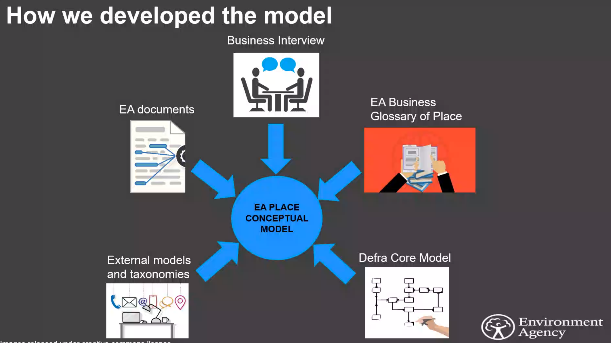 How we developed the model
Business Interview
EA documents
EA Business
Glossary of Place
EA PLACE
CONCEPTUAL
MODEL
External models
and taxonomies
Defra Core Model
Environment
Agency